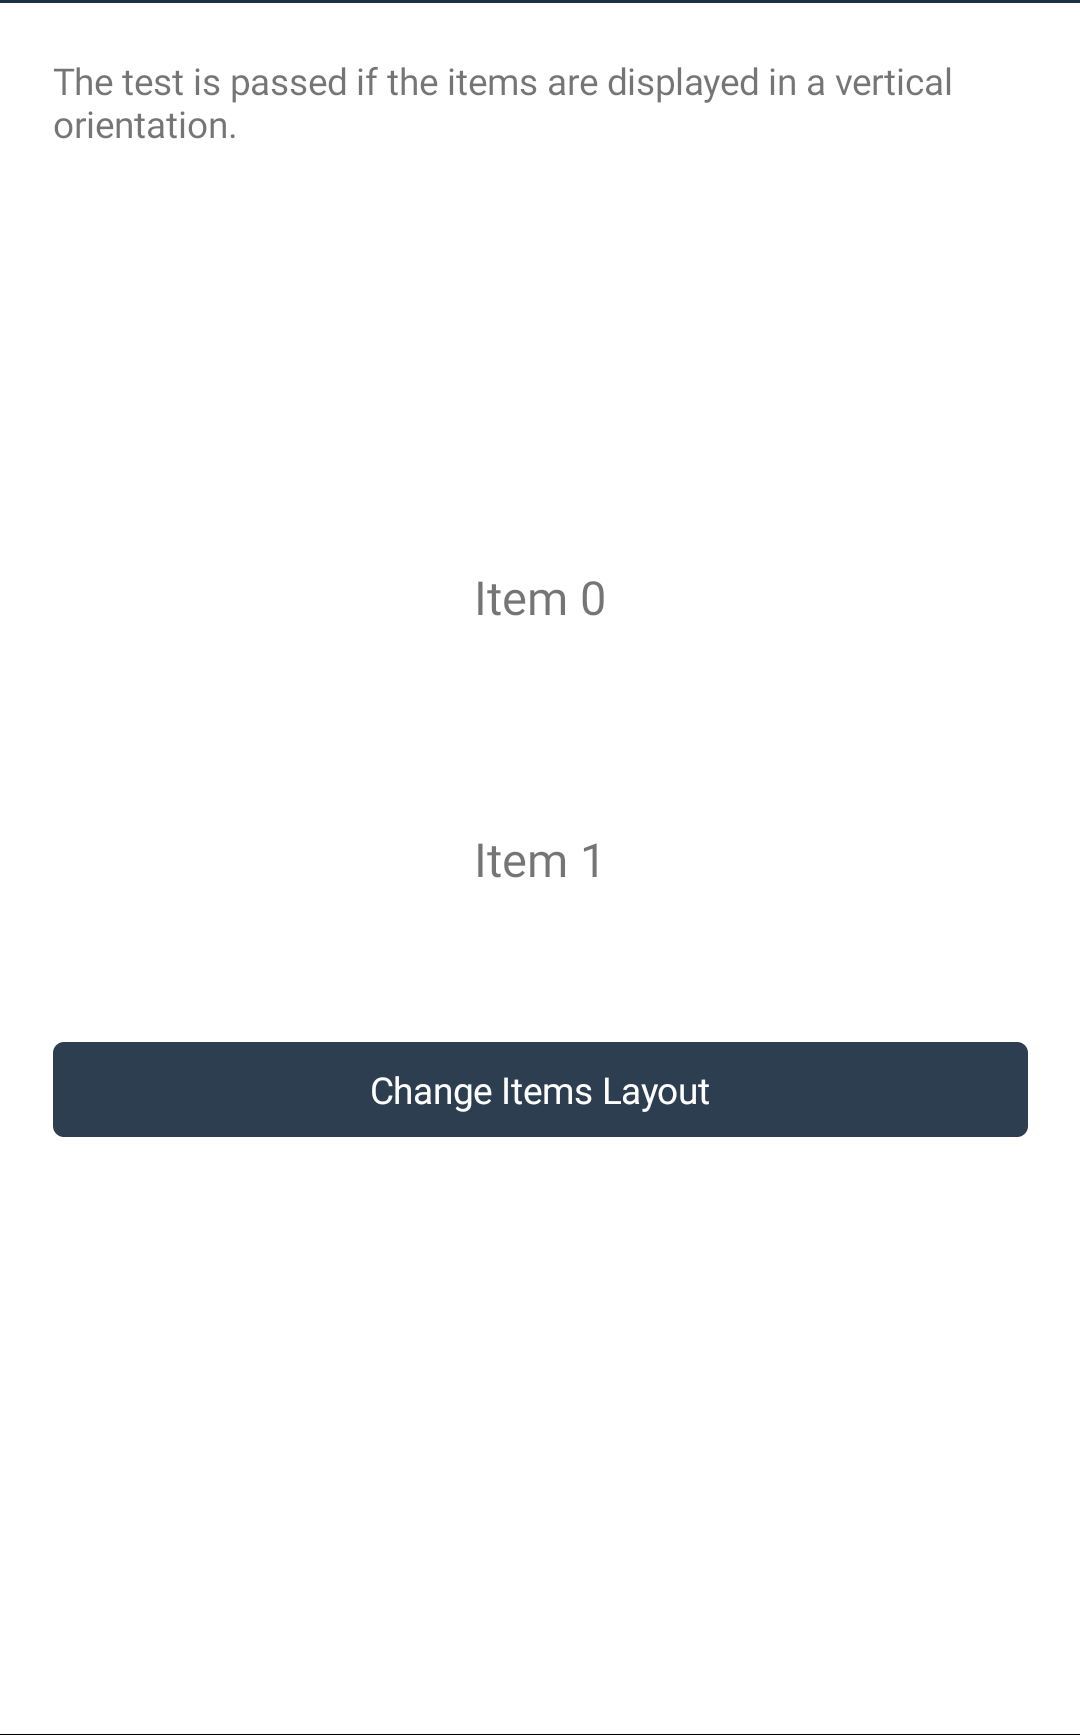 The test is passed if the items are displayed in a vertical
orientation.
Item 0
Item 1
Change Items Layout